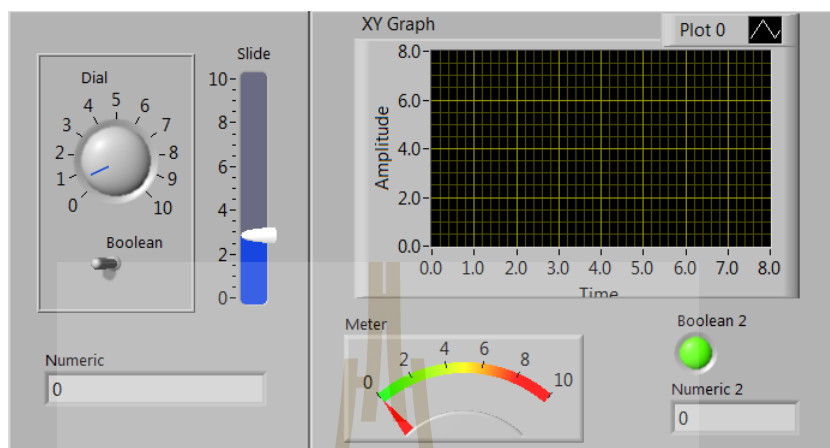 XY Graph
Plot 0
Slide
Dial
0
1
2
3
4
5
6
7
8
9
10
Boolean
10
8
6
4
2
0
8.0
6.0
4.0
2.0
0.0
Amplitude
0.0 1.0 2.0 3.0 4.0 5.0 6.0 7.0 8.0
Time
Numeric
0
Meter
0 2 4 6 8 10
Boolean 2
Numeric 2
0